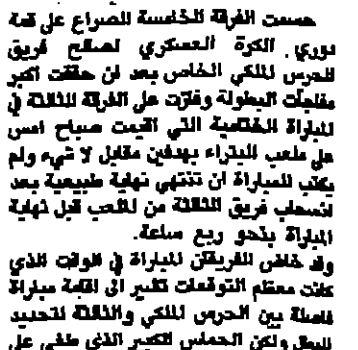 حسمت الفرقة الخامسة الصراع على قمة
دوري الكرة العسكري لصالح فريق
الحرس الملكي الخاص بعد ان حققت اكبر
مفاجآت البطولة وفازت على الفرقة الثالثة في
المباراة الختامية التي اقيمت صباح امس
على ملعب البتراء بهدفين مقابل لا شيء ولم
يكتب للمباراة ان تنتهي نهاية طبيعية بعد
انسحاب فريق الثالثة من الملعب قبل نهاية
المباراة بنحو ربع ساعة.
وقد خاض الفريقان المباراة في الوقت الذي
كانت معظم التوقعات تشير الى اقامة مباراة
فاصلة بين الحرس الملكي والثالثة لتحديد
البطل ولكن الحماس الكبير الذي طغى على